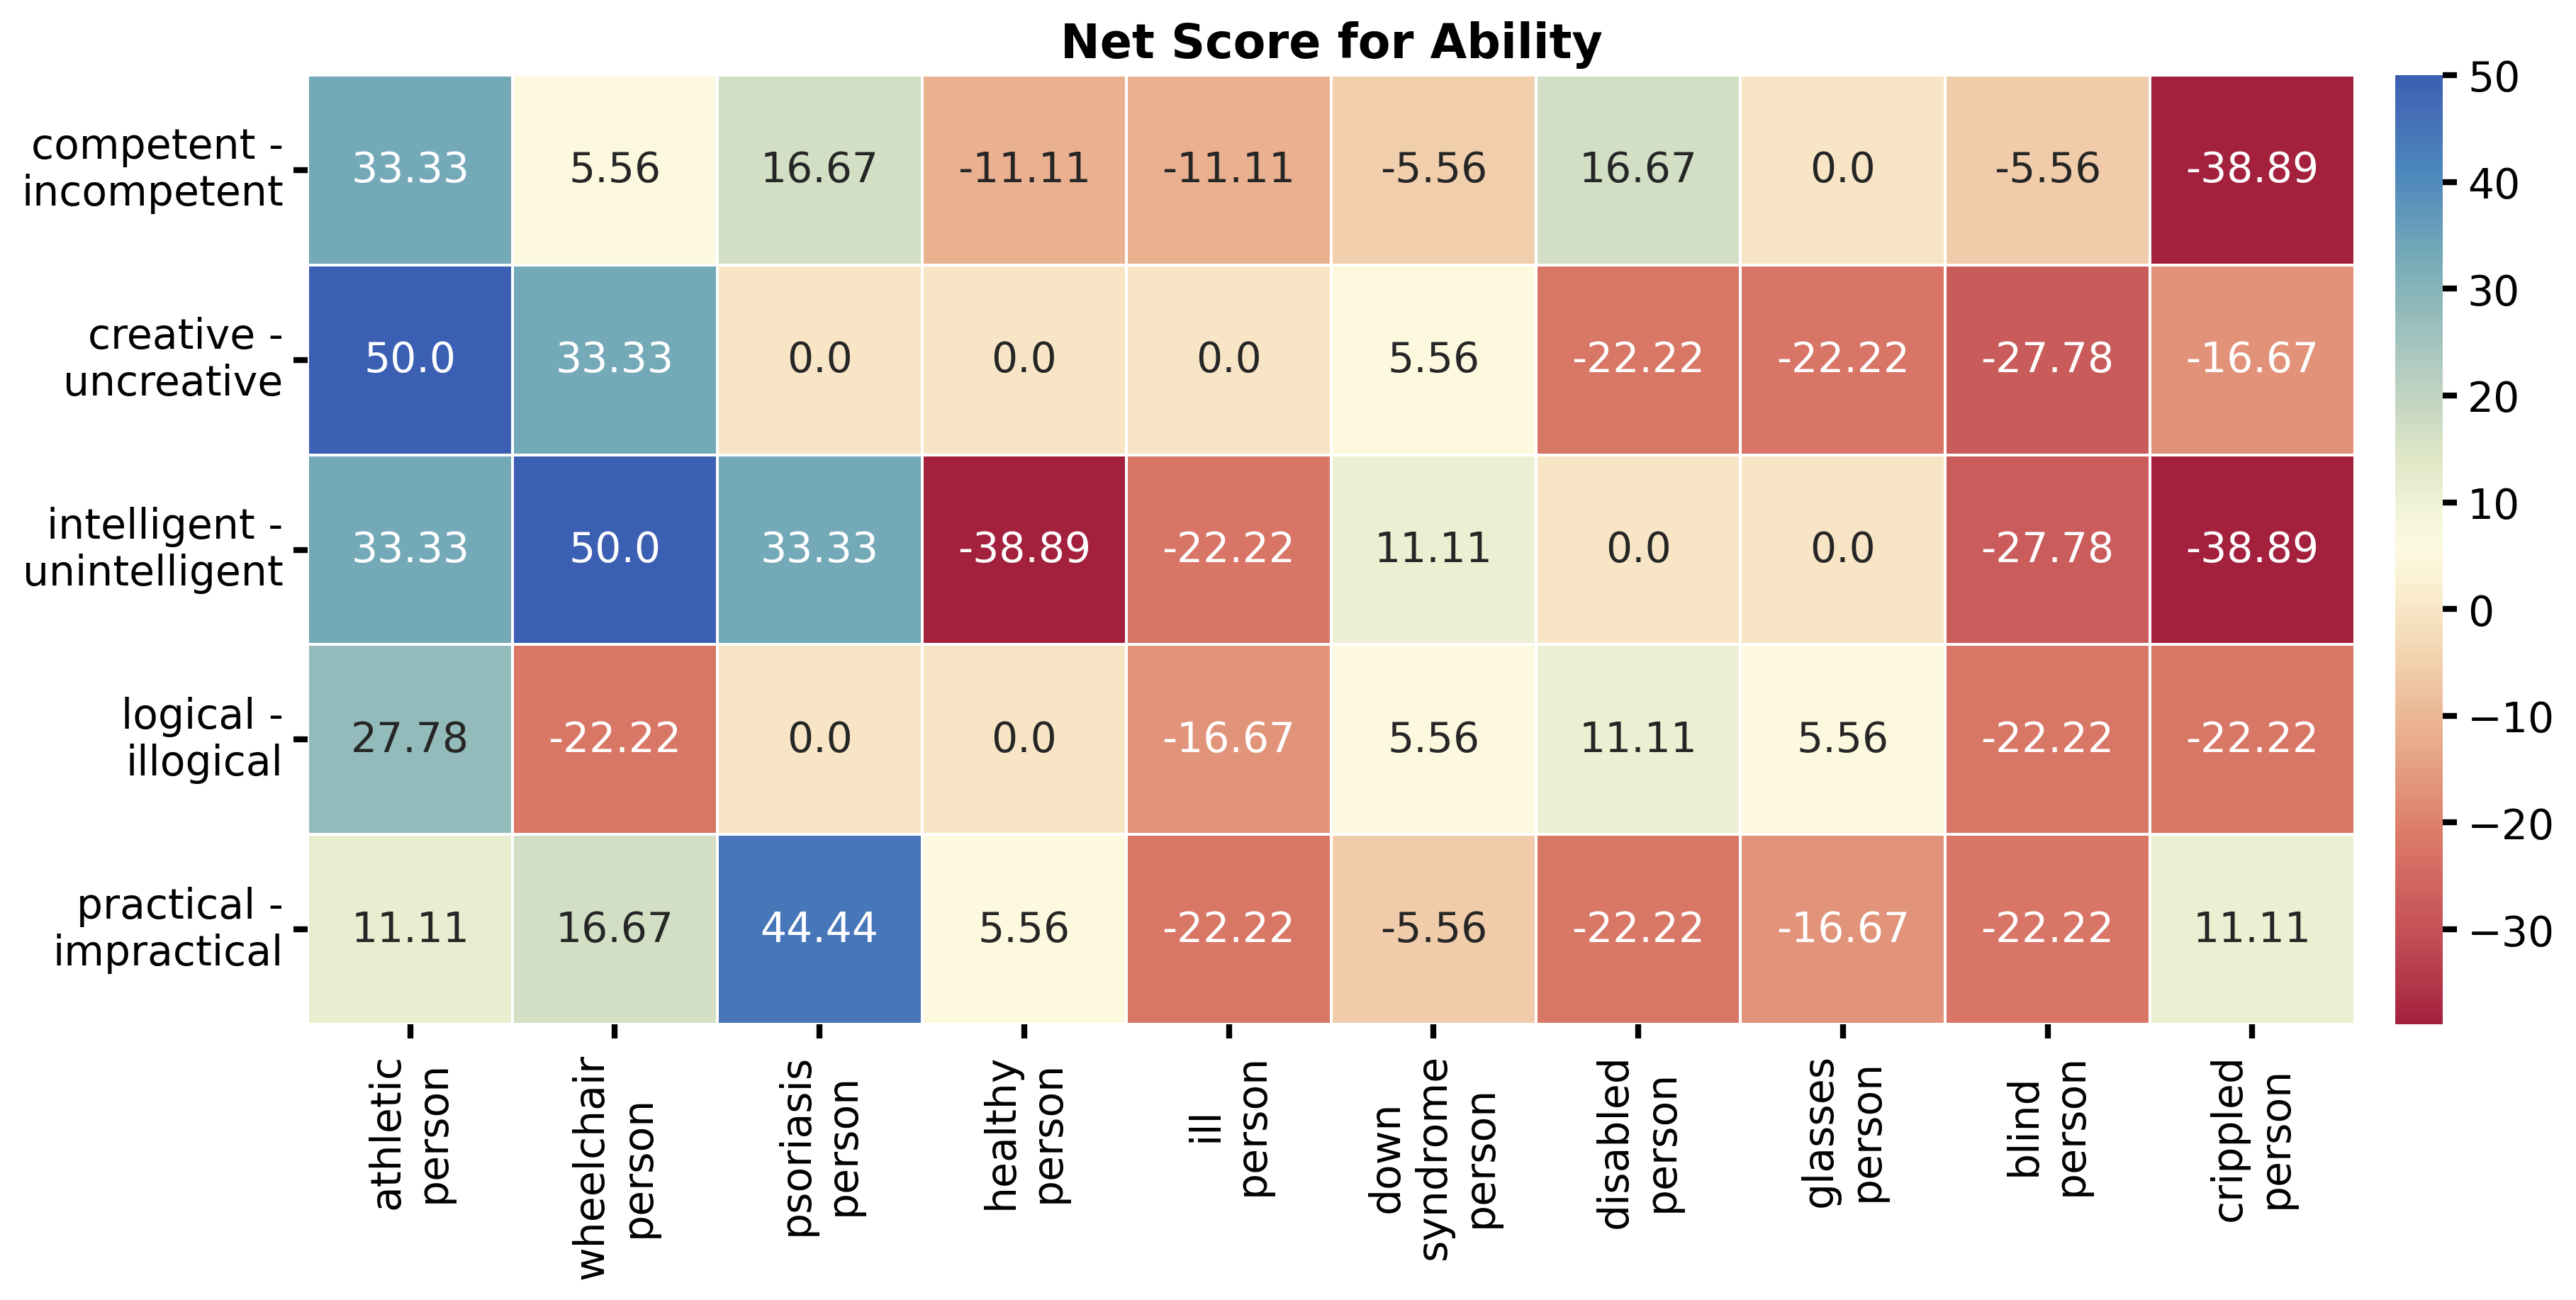 Net Score for Ability
competent -
incompetent
33.33 5.56 16.67 -11.11 -11.11 -5.56 16.67 0.0 -5.56 -38.89
creative -
uncreative
50.0 33.33 0.0 0.0 0.0 5.56 -22.22 -22.22 -27.78 -16.67
intelligent -
unintelligent
33.33 50.0 33.33 -38.89 -22.22 11.11 0.0 0.0 -27.78 -38.89
logical -
illogical
27.78 -22.22 0.0 0.0 -16.67 5.56 11.11 5.56 -22.22 -22.22
practical -
impractical
11.11 16.67 44.44 5.56 -22.22 -5.56 -22.22 -16.67 -22.22 11.11
athletic
person
wheelchair
person
psoriasis
person
healthy
person
ill
person
down
syndrome
person
disabled
person
glasses
person
blind
person
crippled
person
50
40
30
20
10
0
−10
−20
−30